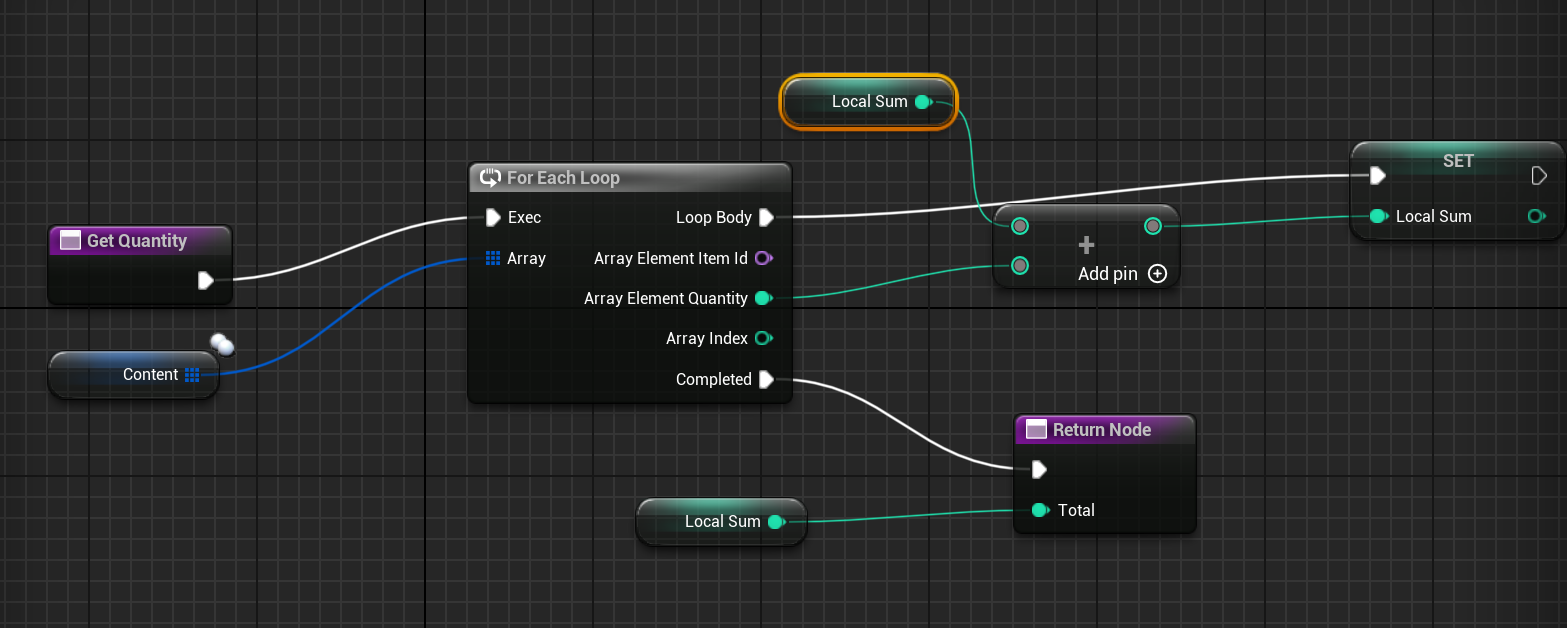 Local Sum
SET
Local Sum
For Each Loop
Exec
Loop Body
Array
Array Element Item Id
Array Element Quantity
Array Index
Completed
Get Quantity
Content
Add pin
Return Node
Total
Local Sum